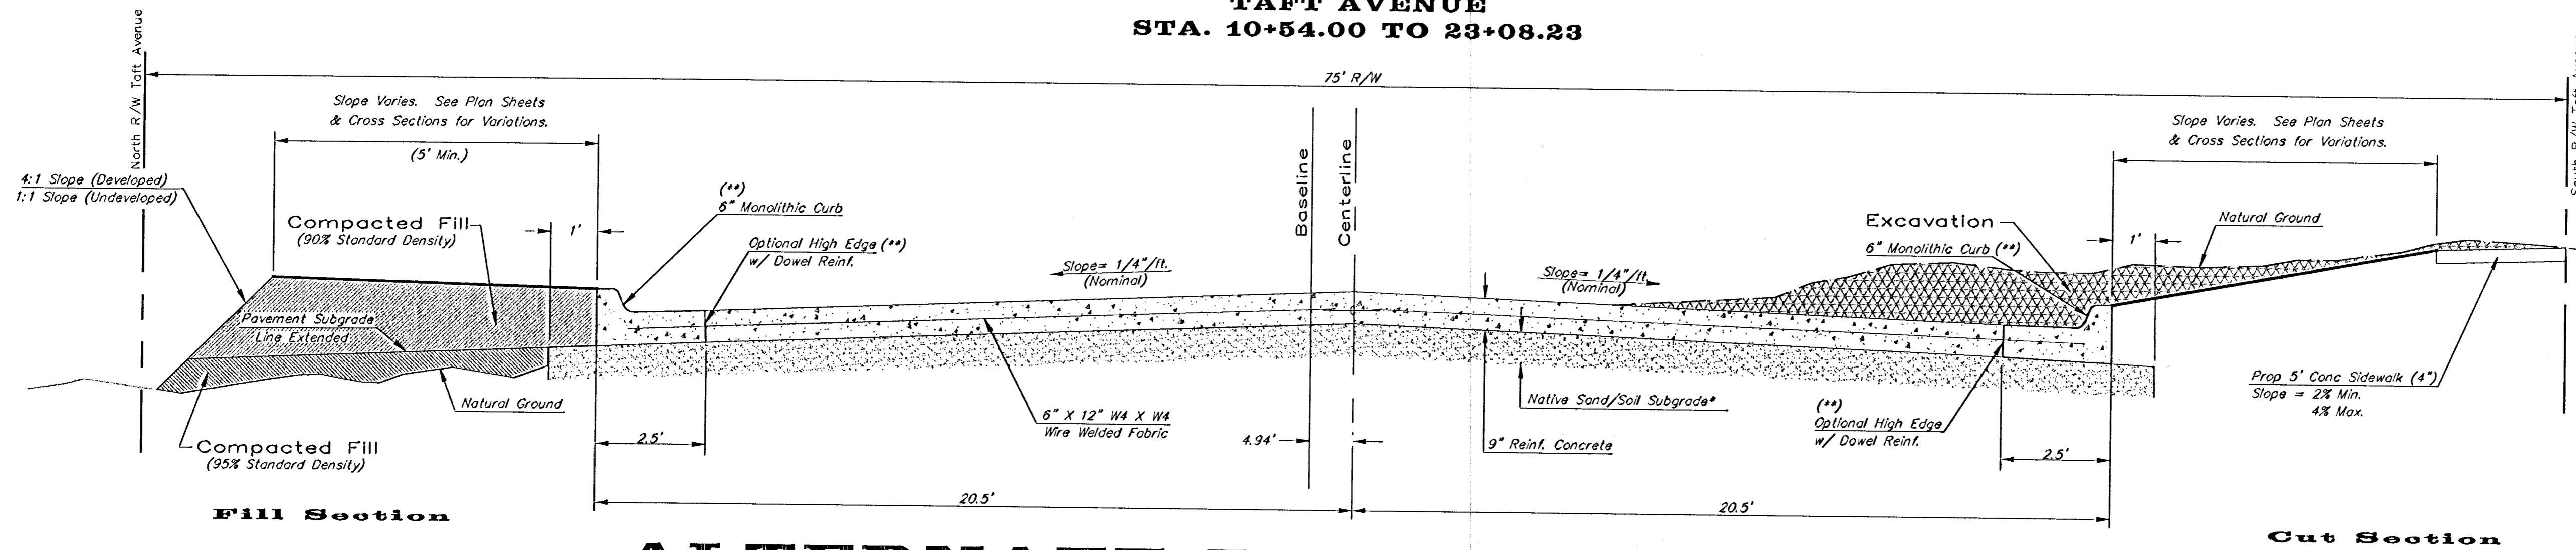 TAFT AVENUE
STA. 10+54.00 TO 23+08.23
North R/W Taft Avenue
75' R/W
South R/W Taft
Slope Varies. See Plan Sheets
& Cross Sections for Variations.
(5' Min.)
4:1 Slope (Developed)
1:1 Slope (Undeveloped)
Compacted Fill
(90% Standard Density)
1'
(**)
6" Monolithic Curb
Optional High Edge (**)
w/ Dowel Reinf.
Slope= 1/4"/ft.
(Nominal)
Baseline
Centerline
Slope= 1/4"/ft.
(Nominal)
Excavation
6" Monolithic Curb (**)
1'
Natural Ground
Slope Varies. See Plan Sheets
& Cross Sections for Variations.
Pavement Subgrade
Line Extended
Natural Ground
Compacted Fill
(95% Standard Density)
2.5'
6" X 12" W4 X W4
Wire Welded Fabric
4.94'
9" Reinf. Concrete
Native Sand/Soil Subgrade*
(**)
Optional High Edge
w/ Dowel Reinf.
2.5'
Prop 5' Conc Sidewalk (4")
Slope = 2% Min.
4% Max.
20.5'
20.5'
Fill Section
Cut Section